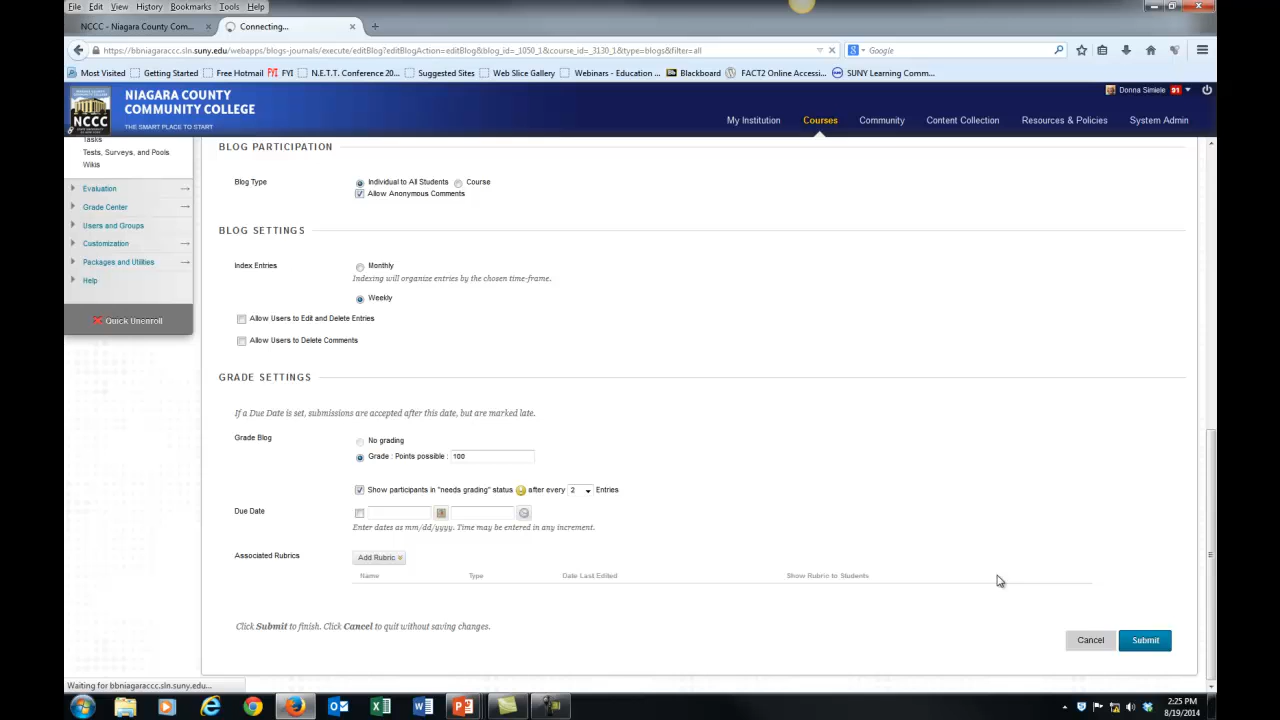 File Edit View History Bookmarks Tools Help
NCCC - Niagara County Com... × Connecting... × +
https://bbniagaraccc.sln.suny.edu/webapps/blogs-journals/execute/editBlog?editBlogAction=editBlog&blog_id=_1050_1&course_id=_3130_1&type=blogs&filter=all
Google
Most Visited Getting Started Free Hotmail FYI N.E.T.T. Conference 20... Suggested Sites Web Slice Gallery Webinars - Education ... Blackboard FACT2 Online Accessi... SUNY Learning Comm...
NIAGARA COUNTY
COMMUNITY COLLEGE
NCCC
THE SMART PLACE TO START
Donna Simiele 91
My Institution Courses Community Content Collection Resources & Policies System Admin
Tasks
Tests, Surveys, and Pools
Wikis
Evaluation
Grade Center
Users and Groups
Customization
Packages and Utilities
Help
Quick Unenroll
BLOG PARTICIPATION
Blog Type Individual to All Students Course
Allow Anonymous Comments
BLOG SETTINGS
Index Entries Monthly
Indexing will organize entries by the chosen time-frame.
Weekly
Allow Users to Edit and Delete Entries
Allow Users to Delete Comments
GRADE SETTINGS
If a Due Date is set, submissions are accepted after this date, but are marked late.
Grade Blog No grading
Grade : Points possible : 100
Show participants in "needs grading" status after every 2 Entries
Due Date
Enter dates as mm/dd/yyyy. Time may be entered in any increment.
Associated Rubrics Add Rubric
Name Type Date Last Edited Show Rubric to Students
Click Submit to finish. Click Cancel to quit without saving changes.
Cancel Submit
Waiting for bbniagaraccc.sln.suny.edu...
2:25 PM
8/19/2014